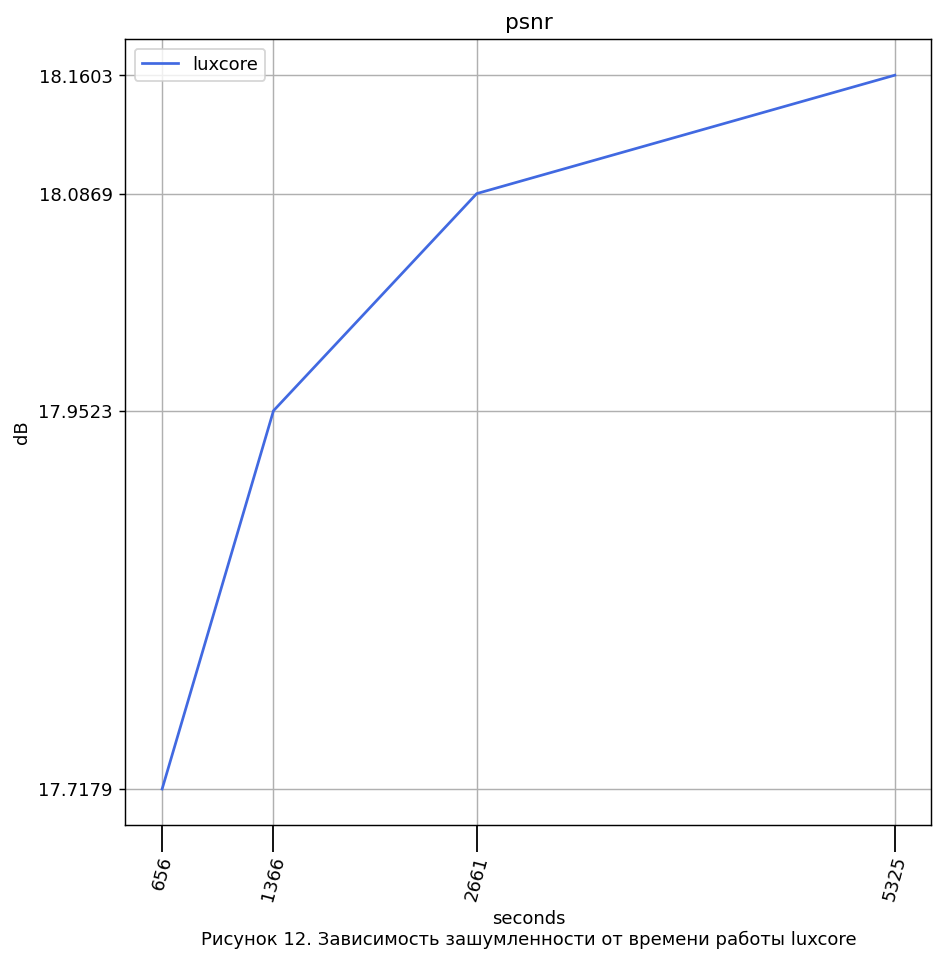 psnr
luxcore
18.1603
18.0869
17.9523
17.7179
dB
656
1366
2661
5325
seconds
Рисунок 12. Зависимость зашумленности от времени работы luxcore